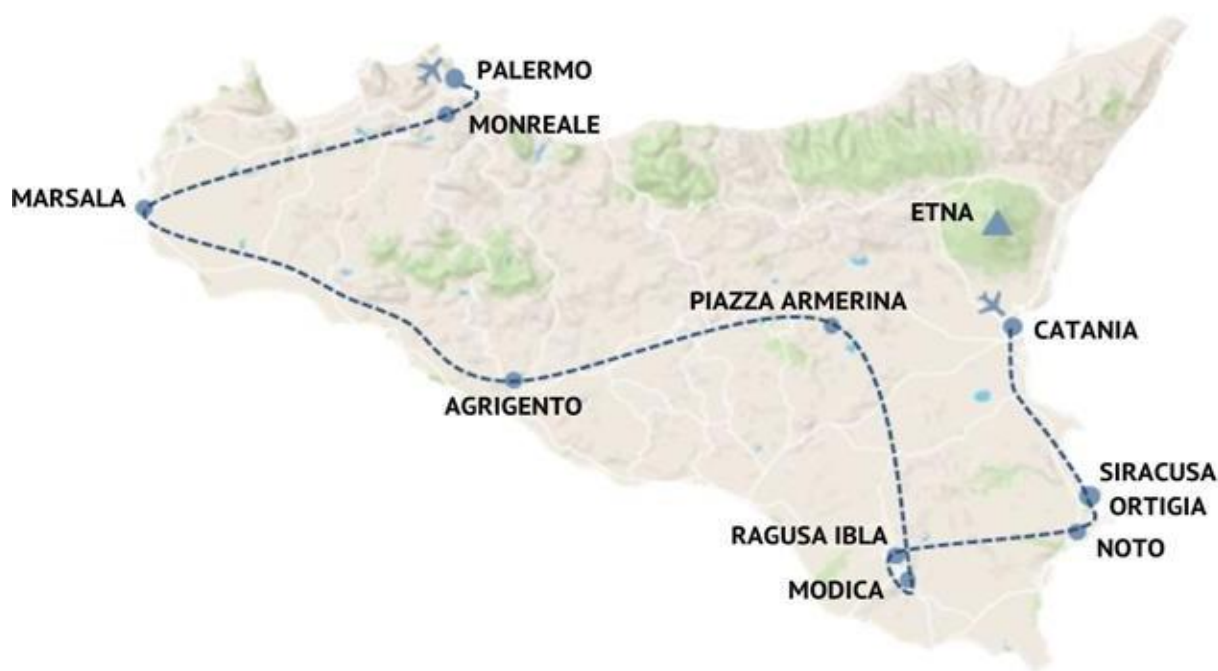 PALERMO
MONREALE
MARSALA
ETNA
PIAZZA ARMERINA
CATANIA
AGRIGENTO
SIRACUSA
ORTIGIA
RAGUSA IBLA
NOTO
MODICA